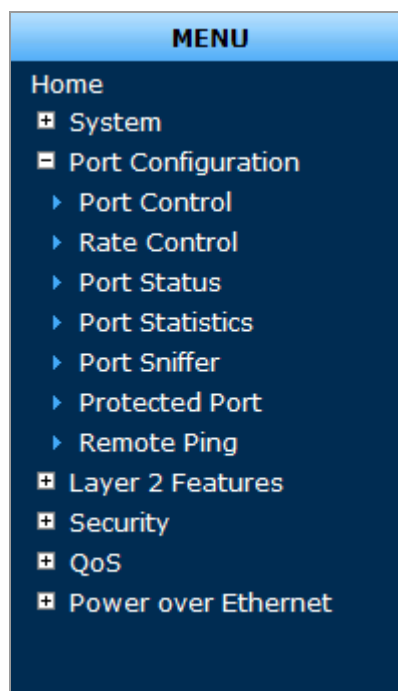 MENU
Home
System
Port Configuration
Port Control
Rate Control
Port Status
Port Statistics
Port Sniffer
Protected Port
Remote Ping
Layer 2 Features
Security
QoS
Power over Ethernet